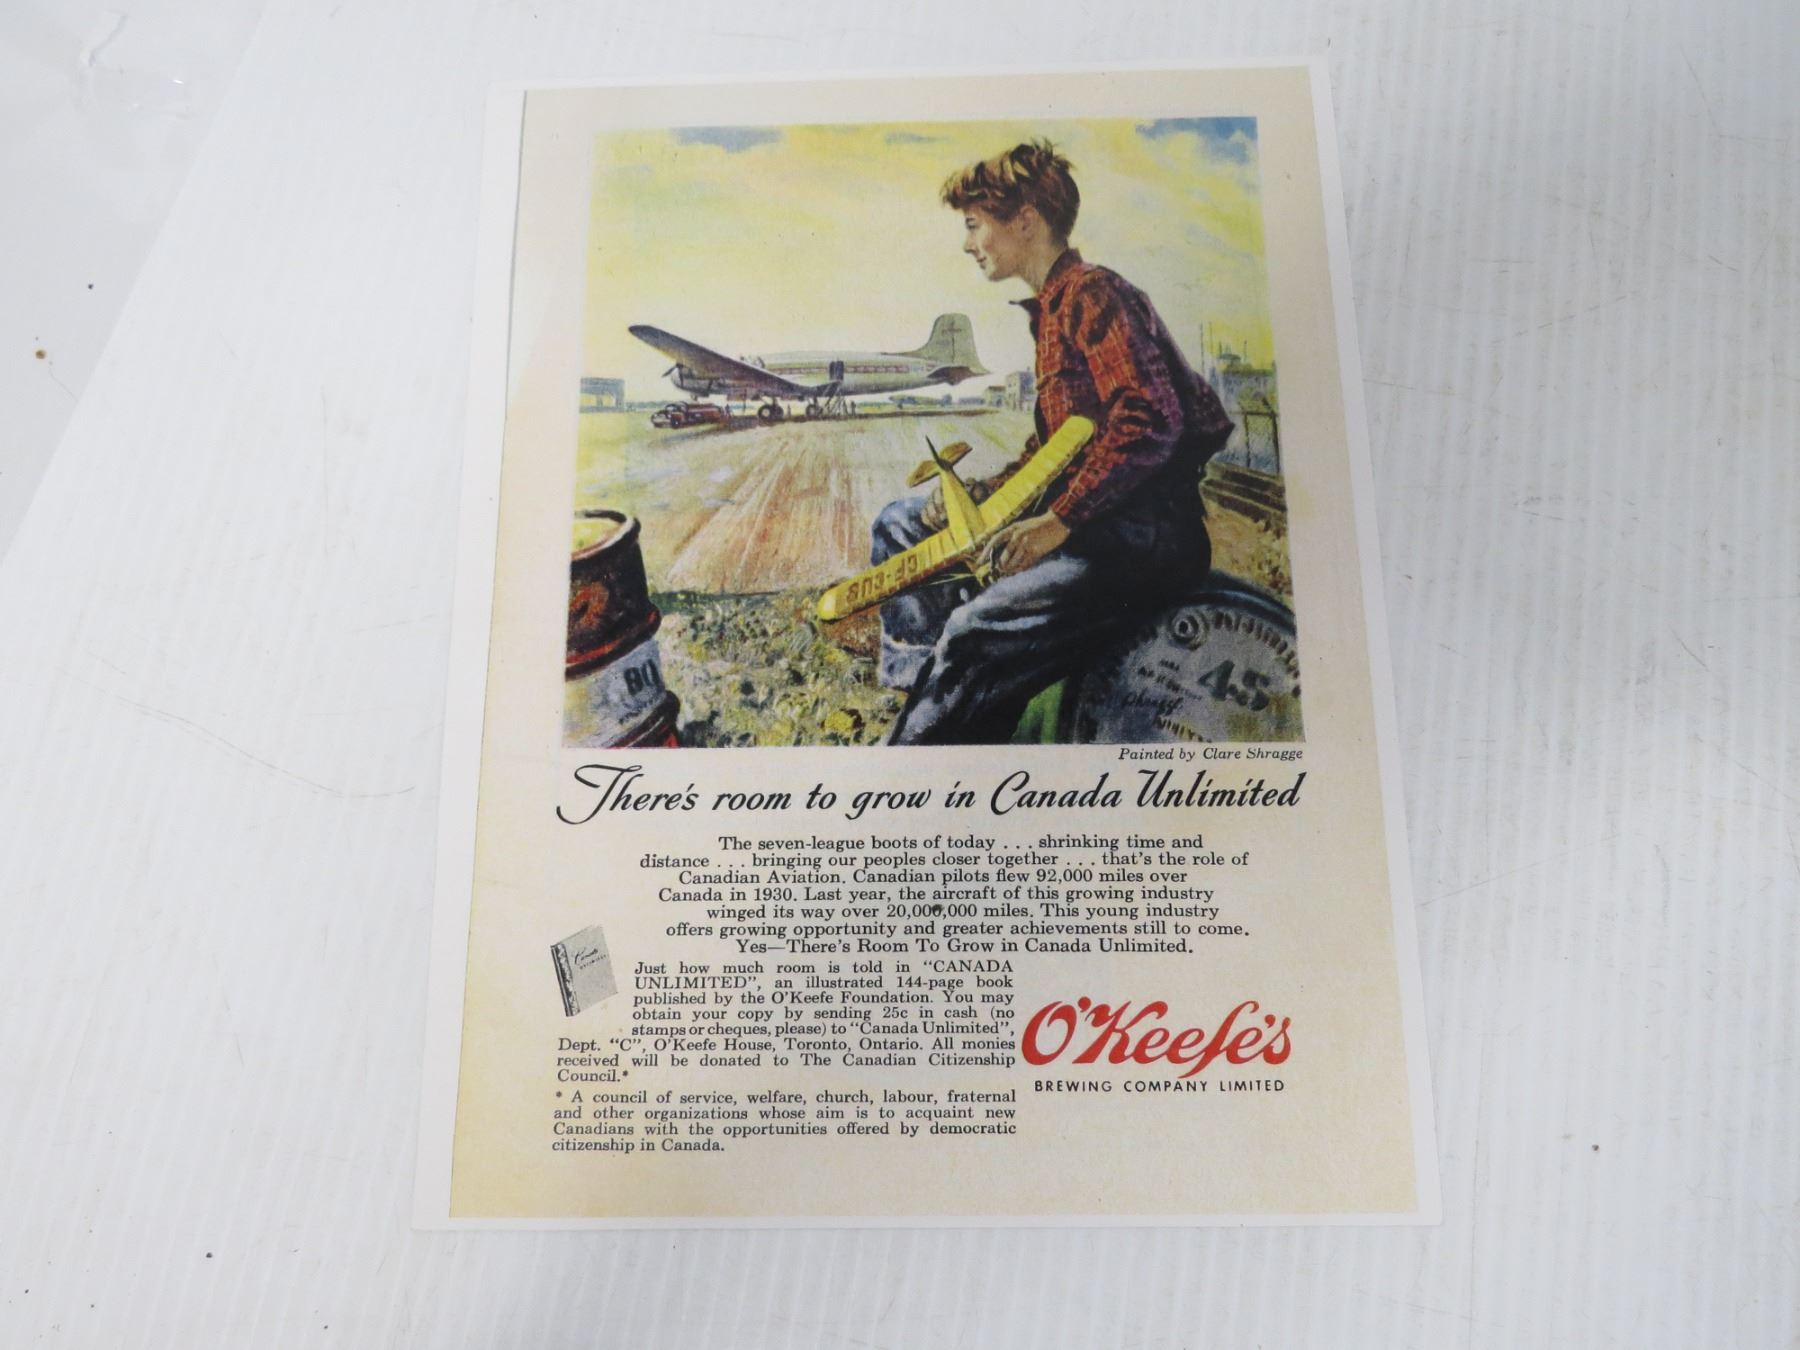 CF-EUS
80
45
Shragge
Painted by Clare Shragge
There's room to grow in Canada Unlimited
The seven-league boots of today . . . shrinking time and
distance . . . bringing our peoples closer together . . . that's the role of
Canadian Aviation. Canadian pilots flew 92,000 miles over
Canada in 1930. Last year, the aircraft of this growing industry
winged its way over 20,000,000 miles. This young industry
offers growing opportunity and greater achievements still to come.
Yes—There's Room To Grow in Canada Unlimited.
Canada
UNLIMITED
Just how much room is told in "CANADA
UNLIMITED", an illustrated 144-page book
published by the O'Keefe Foundation. You may
obtain your copy by sending 25c in cash (no
stamps or cheques, please) to "Canada Unlimited",
Dept. "C", O'Keefe House, Toronto, Ontario. All monies
received will be donated to The Canadian Citizenship
Council.*
* A council of service, welfare, church, labour, fraternal
and other organizations whose aim is to acquaint new
Canadians with the opportunities offered by democratic
citizenship in Canada.
O'Keefe's
BREWING COMPANY LIMITED